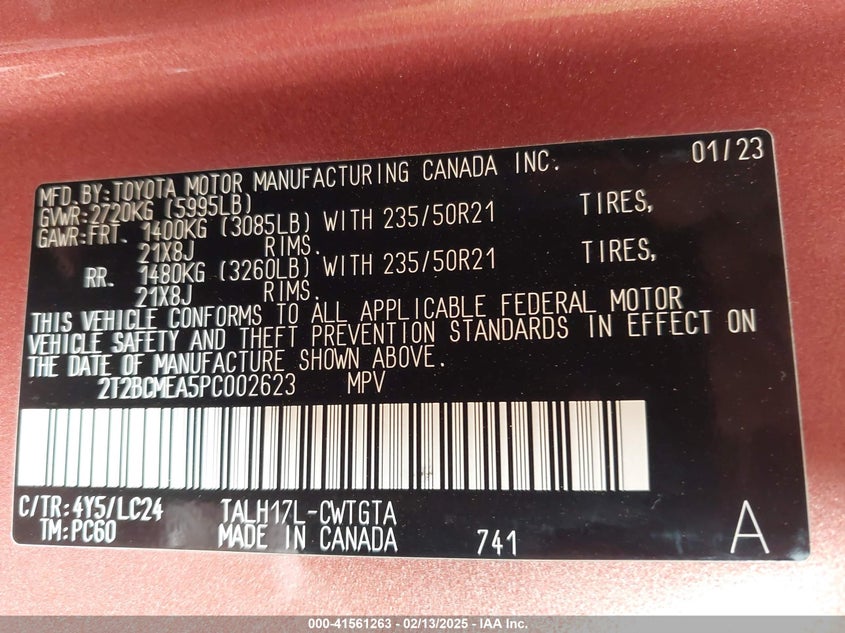 01/23
MFD. BY: TOYOTA MOTOR MANUFACTURING CANADA INC.
GVWR: 2720KG (5995LB)
GAWR: FRT. 1400KG (3085LB) WITH 235/50R21 TIRES,
21X8J RIMS.
RR. 1480KG (3260LB) WITH 235/50R21 TIRES,
21X8J RIMS.
THIS VEHICLE CONFORMS TO ALL APPLICABLE FEDERAL MOTOR
VEHICLE SAFETY AND THEFT PREVENTION STANDARDS IN EFFECT ON
THE DATE OF MANUFACTURE SHOWN ABOVE.
2T2BCMEA5PC002623 MPV
C/TR: 4Y5/LC24 TALH17L-CWTGTA
TM: PC60 MADE IN CANADA 741 A
000-41561263 - 02/13/2025 - IAA Inc.